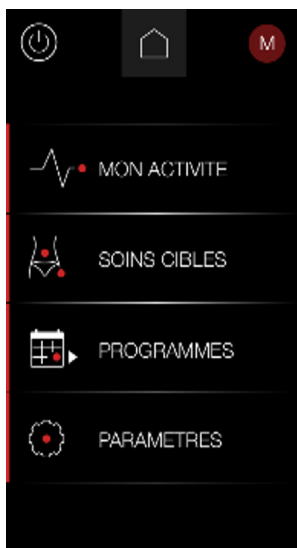 M
MON ACTIVITE
SOINS CIBLES
PROGRAMMES
PARAMETRES